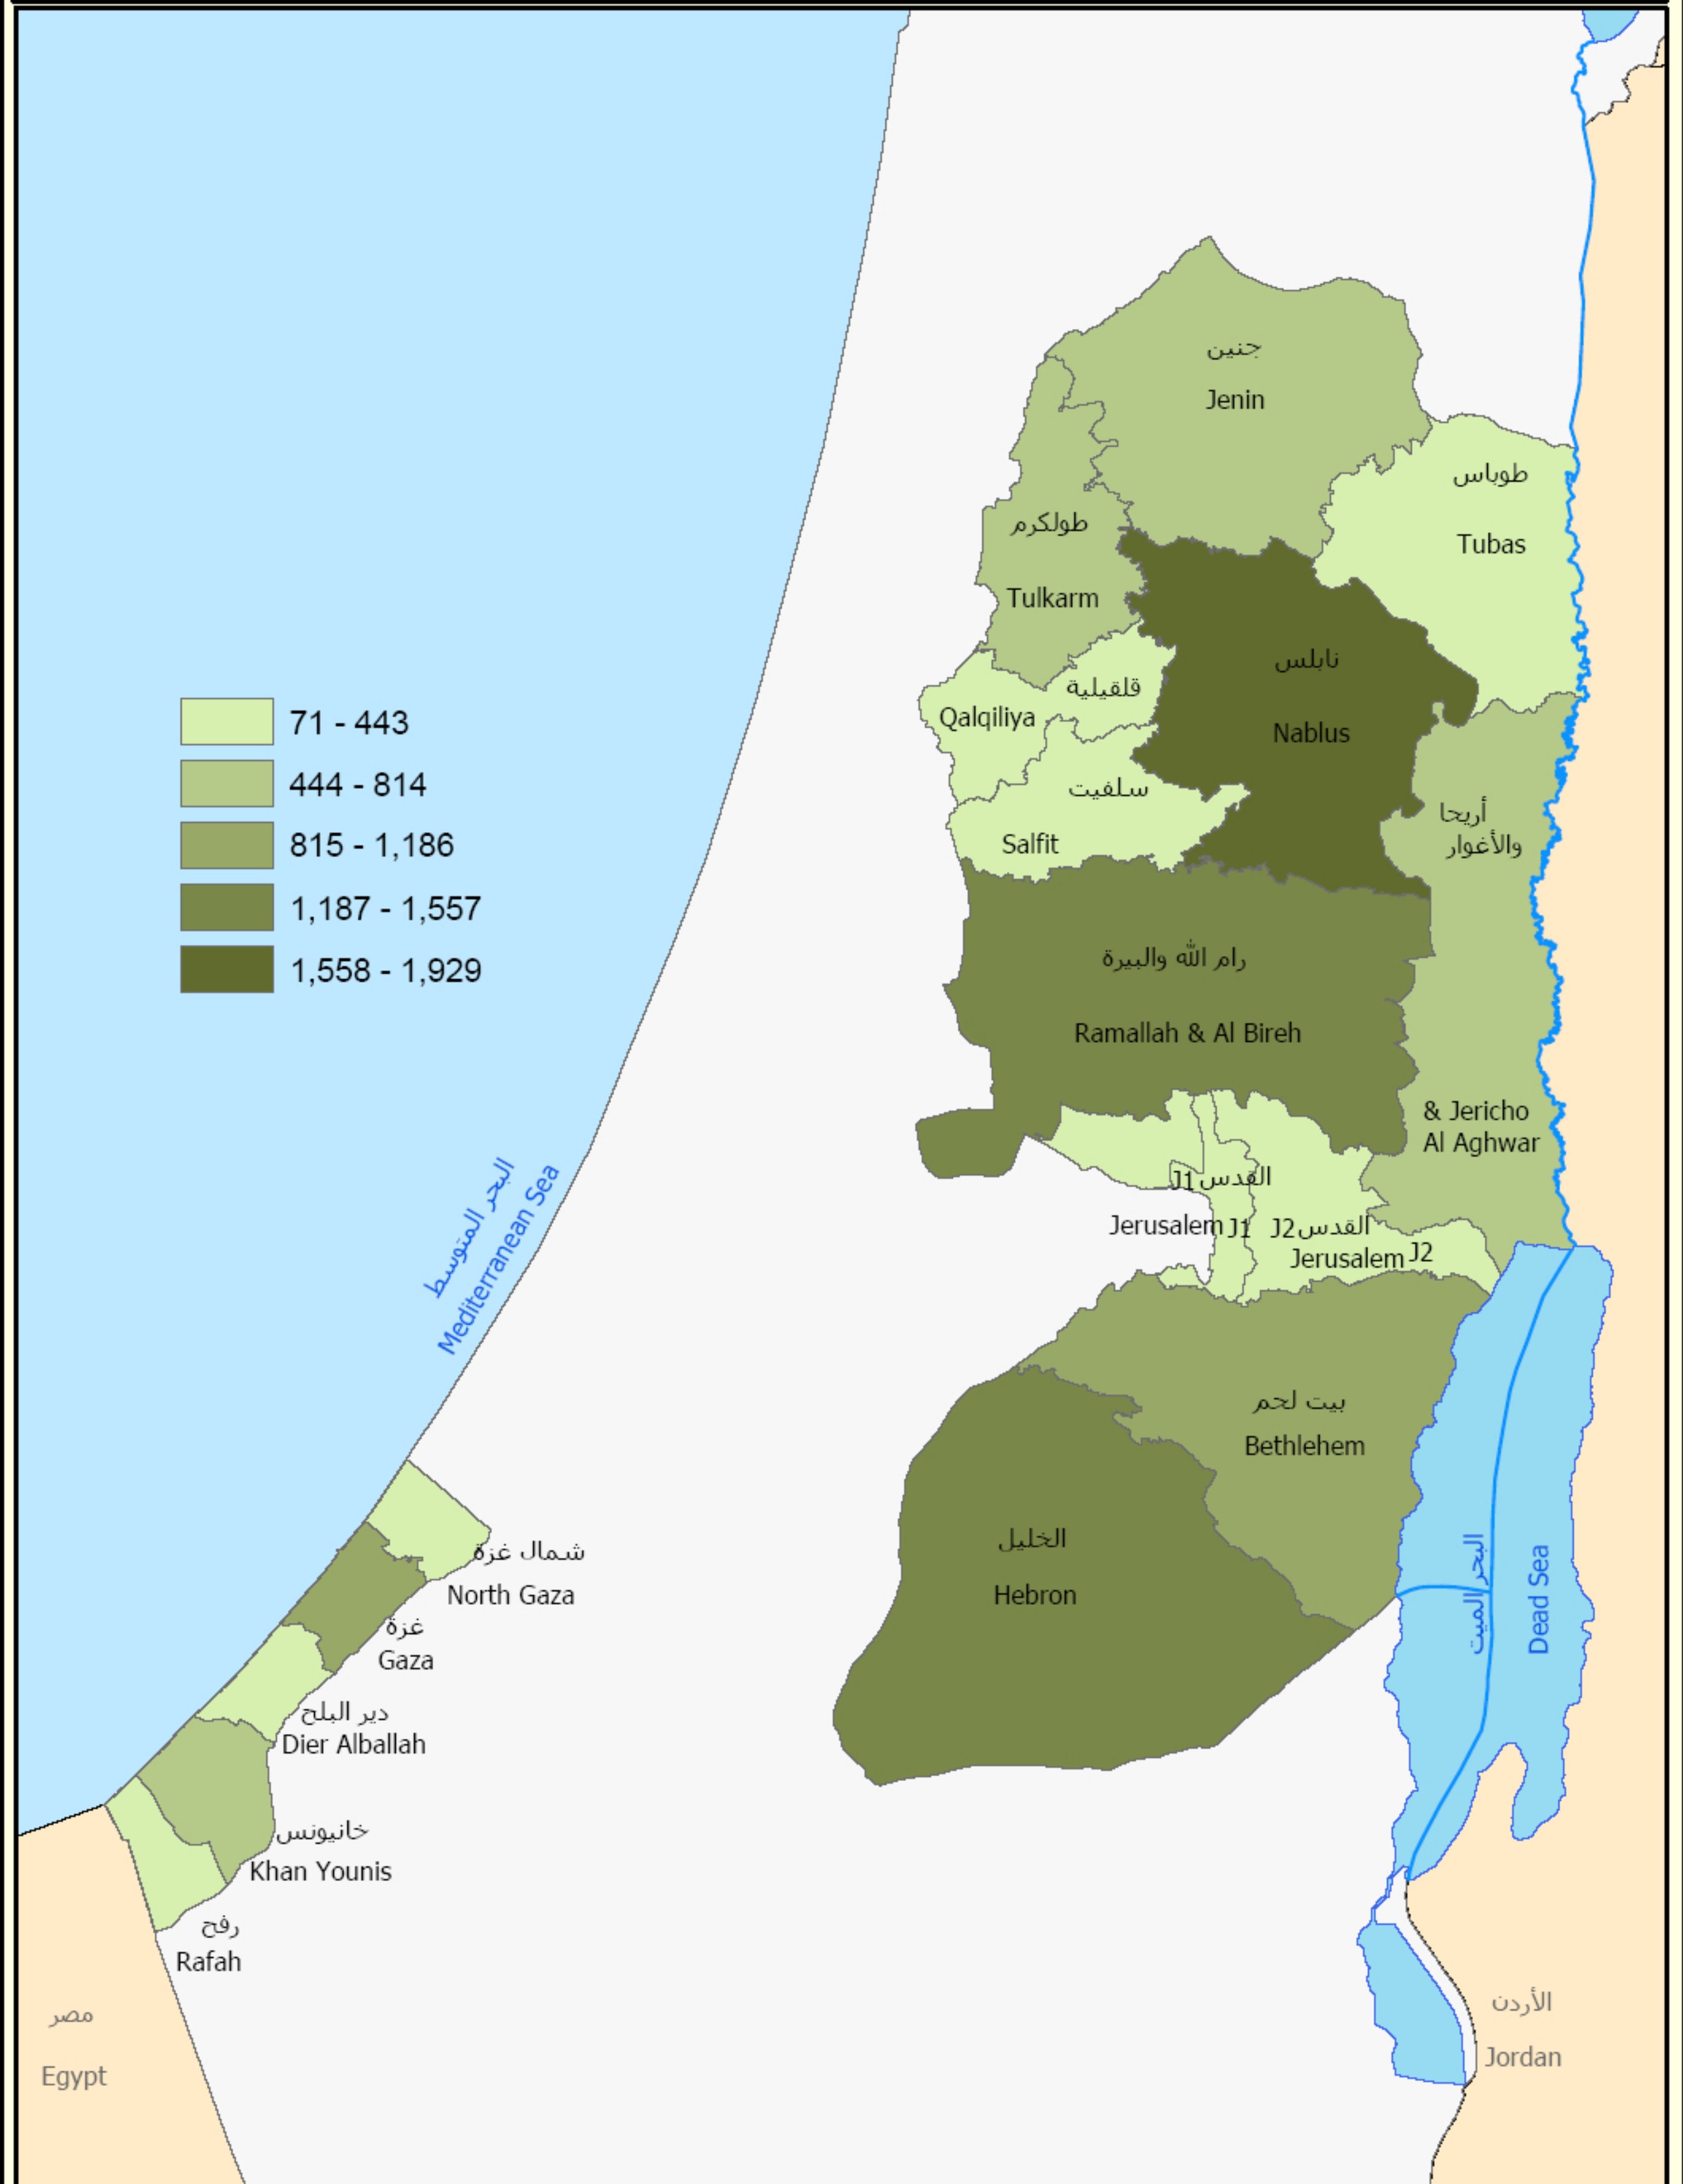 جنين
Jenin
طوباس
Tubas
طولكرم
Tulkarm
قلقيلية
Qalqiliya
نابلس
Nablus
71 - 443
444 - 814
815 - 1,186
1,187 - 1,557
1,558 - 1,929
سلفيت
Salfit
أريحا
والأغوار
رام الله والبيرة
Ramallah & Al Bireh
& Jericho
Al Aghwar
القدس J1
Jerusalem J1
القدس J2
Jerusalem J2
البحر المتوسط
Mediterranean Sea
بيت لحم
Bethlehem
الخليل
Hebron
البحر الميت
Dead Sea
شمال غزة
North Gaza
غزة
Gaza
دير البلح
Dier Alballah
خانيونس
Khan Younis
رفح
Rafah
مصر
Egypt
الأردن
Jordan